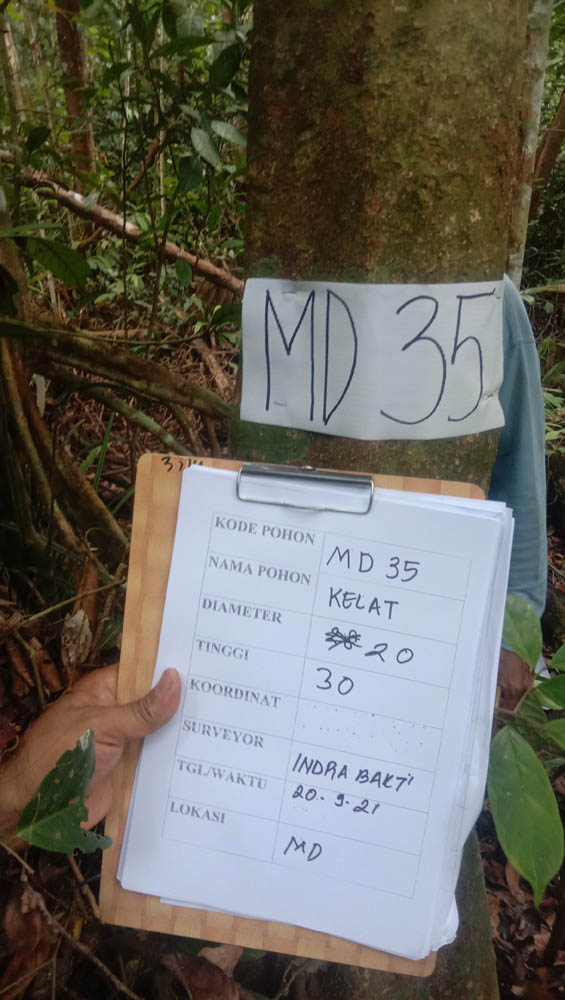 MD 35
KODE POHON MD 35
NAMA POHON KELAT
DIAMETER 20
TINGGI 30
KOORDINAT
SURVEYOR INDRA BAKTI
TGL/WAKTU 20.9.21
LOKASI MD